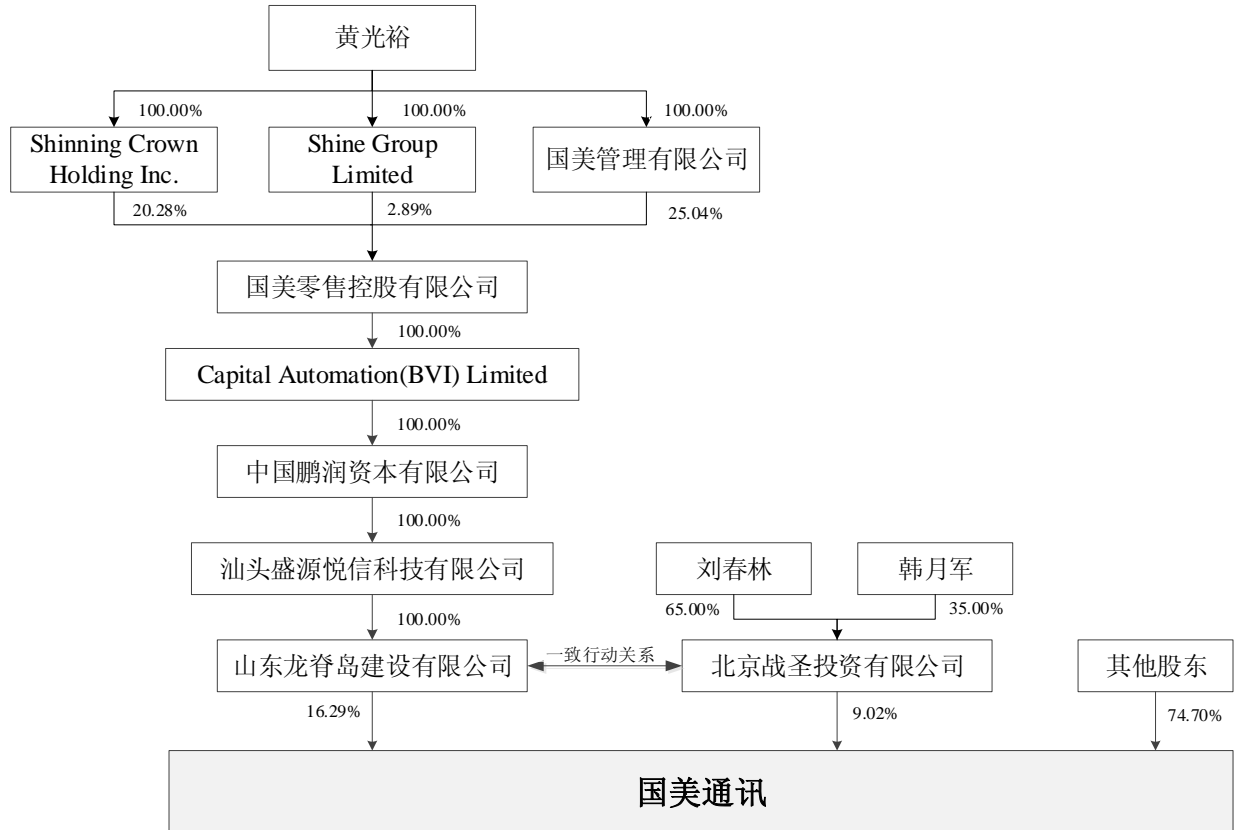 黄光裕
100.00%
100.00%
100.00%
Shinning Crown
Holding Inc.
Shine Group
Limited
国美管理有限公司
20.28%
2.89%
25.04%
国美零售控股有限公司
100.00%
Capital Automation(BVI) Limited
100.00%
中国鹏润资本有限公司
100.00%
汕头盛源悦信科技有限公司
刘春林
韩月军
100.00%
65.00%
35.00%
山东龙脊岛建设有限公司
一致行动关系
北京战圣投资有限公司
其他股东
16.29%
9.02%
74.70%
国美通讯